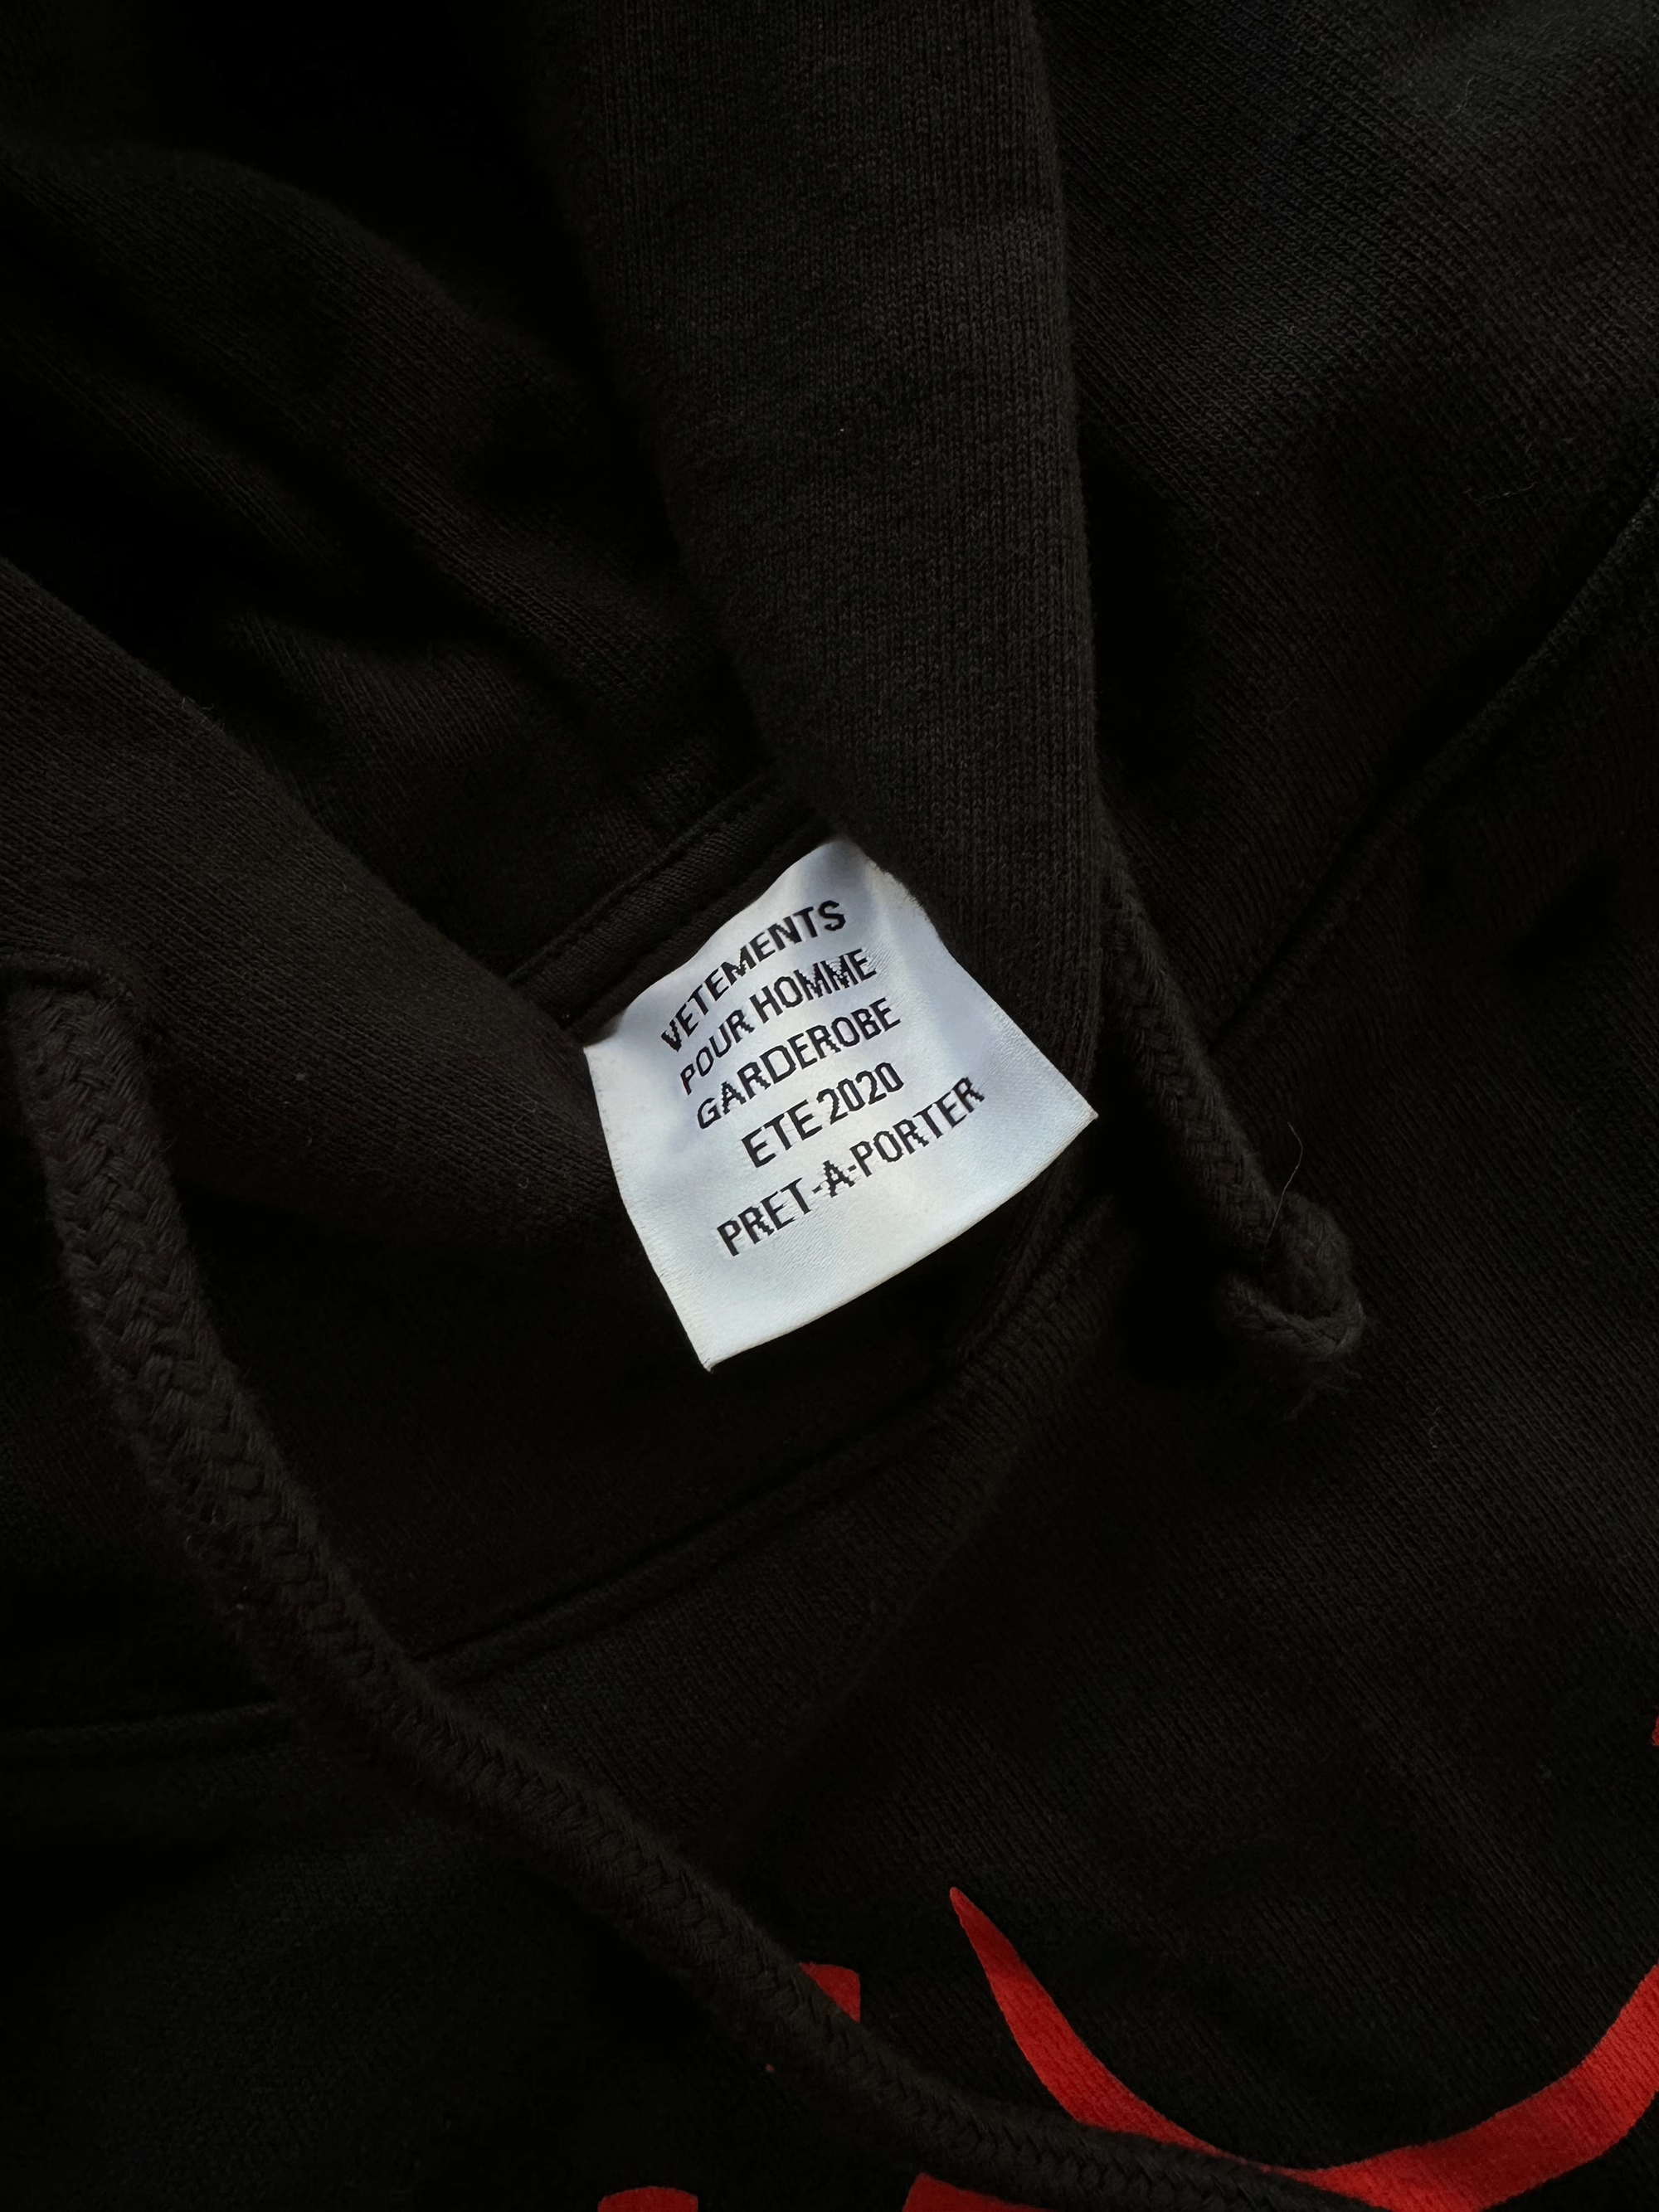 VETEMENTS
POUR HOMME
GARDEROBE
ETE 2020
PRET-A-PORTER